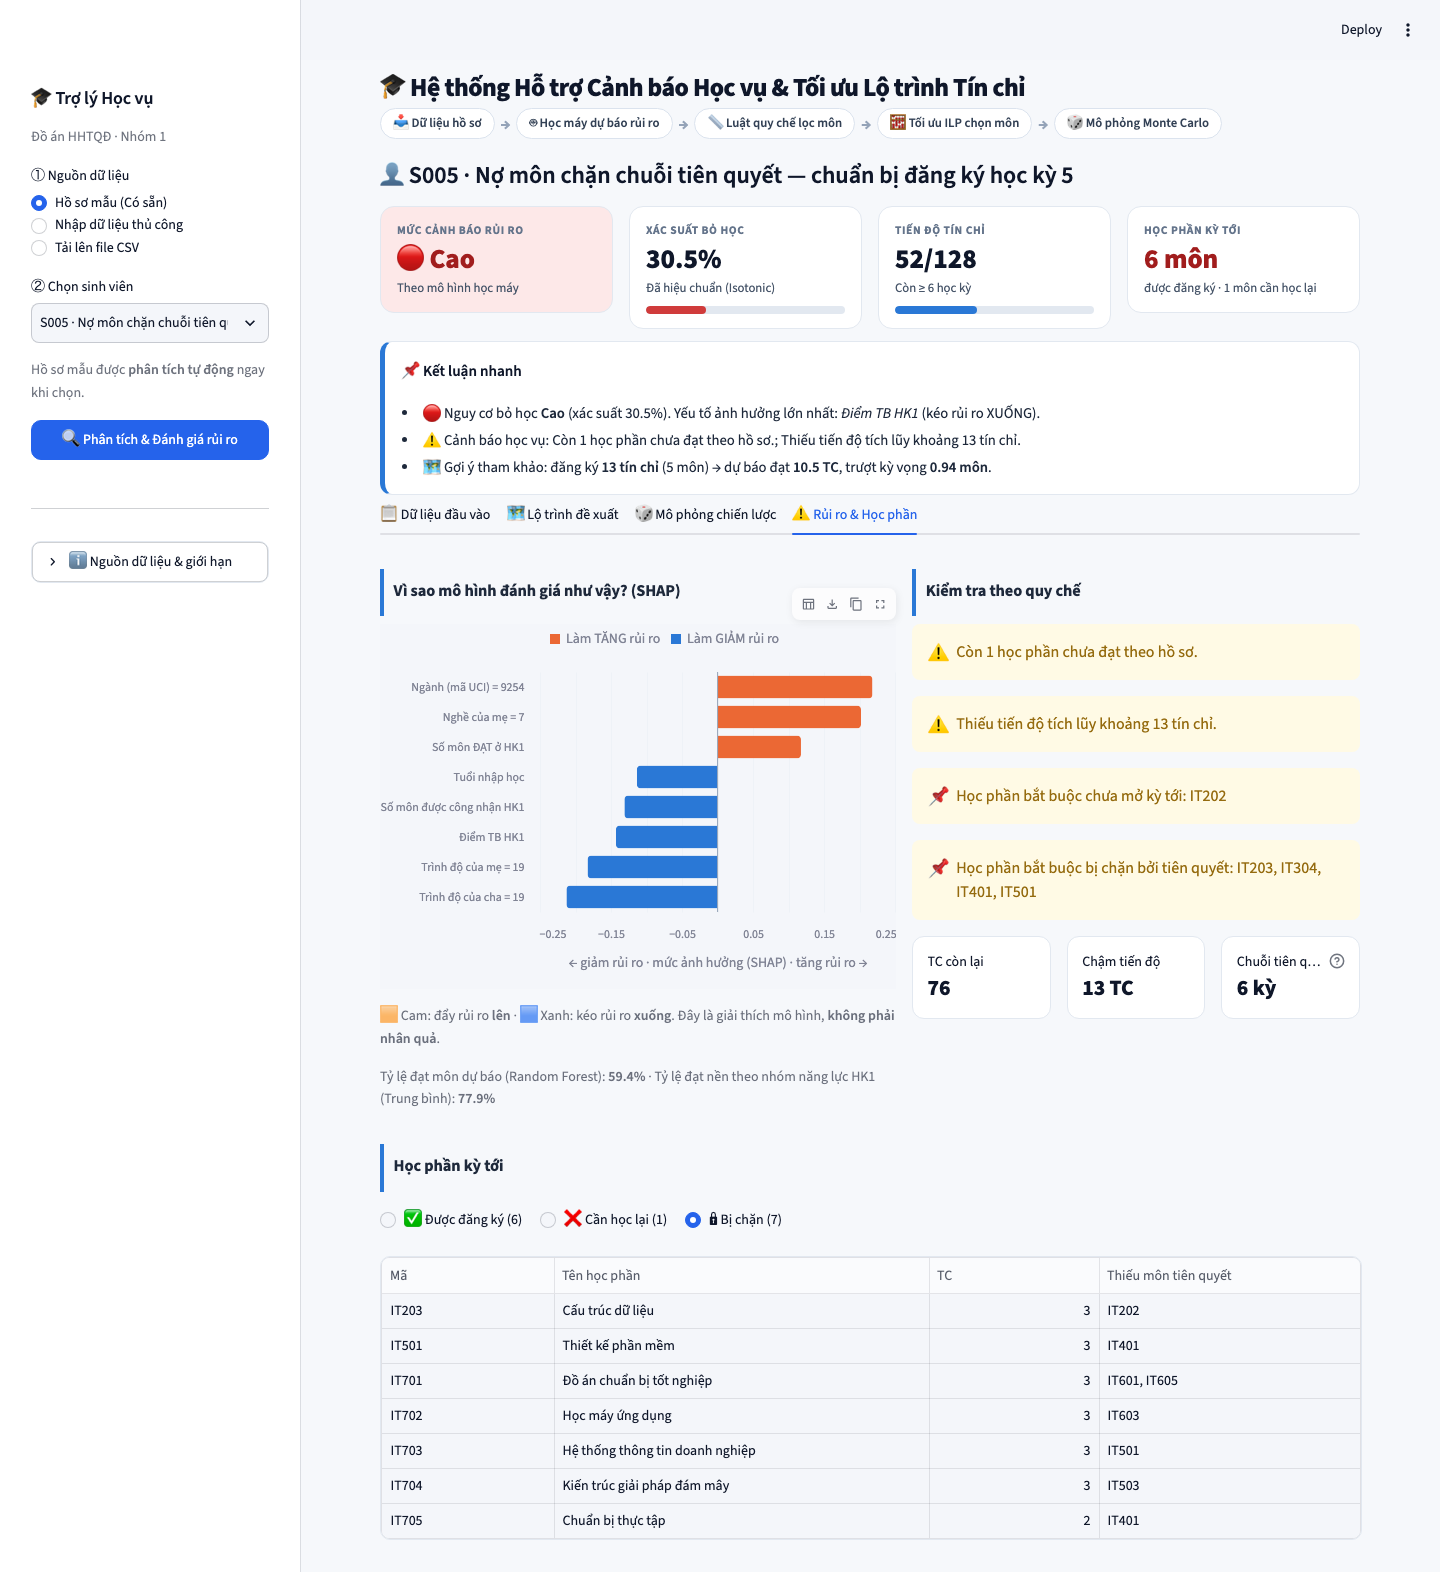 Deploy
🎓 Trợ lý Học vụ
Đồ án HHTQĐ · Nhóm 1
① Nguồn dữ liệu
Hồ sơ mẫu (Có sẵn)
Nhập dữ liệu thủ công
Tải lên file CSV
② Chọn sinh viên
S005 · Nợ môn chặn chuỗi tiên q
Hồ sơ mẫu được phân tích tự động ngay
khi chọn.
🔍 Phân tích & Đánh giá rủi ro
ℹ️ Nguồn dữ liệu & giới hạn
🎓 Hệ thống Hỗ trợ Cảnh báo Học vụ & Tối ưu Lộ trình Tín chỉ
Dữ liệu hồ sơ → Học máy dự báo rủi ro → Luật quy chế lọc môn → Tối ưu ILP chọn môn → Mô phỏng Monte Carlo
S005 · Nợ môn chặn chuỗi tiên quyết — chuẩn bị đăng ký học kỳ 5
MỨC CẢNH BÁO RỦI RO
Cao
Theo mô hình học máy
XÁC SUẤT BỎ HỌC
30.5%
Đã hiệu chuẩn (Isotonic)
TIẾN ĐỘ TÍN CHỈ
52/128
Còn ≥ 6 học kỳ
HỌC PHẦN KỲ TỚI
6 môn
được đăng ký · 1 môn cần học lại
📌 Kết luận nhanh
• 🔴 Nguy cơ bỏ học Cao (xác suất 30.5%). Yếu tố ảnh hưởng lớn nhất: Điểm TB HK1 (kéo rủi ro XUỐNG).
• ⚠️ Cảnh báo học vụ: Còn 1 học phần chưa đạt theo hồ sơ.; Thiếu tiến độ tích lũy khoảng 13 tín chỉ.
• 🗺️ Gợi ý tham khảo: đăng ký 13 tín chỉ (5 môn) → dự báo đạt 10.5 TC, trượt kỳ vọng 0.94 môn.
Dữ liệu đầu vào Lộ trình đề xuất Mô phỏng chiến lược Rủi ro & Học phần
Vì sao mô hình đánh giá như vậy? (SHAP)
Làm TĂNG rủi ro Làm GIẢM rủi ro
Ngành (mã UCI) = 9254
Nghề của mẹ = 7
Số môn ĐẠT ở HK1
Tuổi nhập học
Số môn được công nhận HK1
Điểm TB HK1
Trình độ của mẹ = 19
Trình độ của cha = 19
−0.25 −0.15 −0.05 0.05 0.15 0.25
← giảm rủi ro · mức ảnh hưởng (SHAP) · tăng rủi ro →
🟧 Cam: đẩy rủi ro lên · 🟦 Xanh: kéo rủi ro xuống. Đây là giải thích mô hình, không phải
nhân quả.
Tỷ lệ đạt môn dự báo (Random Forest): 59.4% · Tỷ lệ đạt nền theo nhóm năng lực HK1
(Trung bình): 77.9%
Kiểm tra theo quy chế
⚠️ Còn 1 học phần chưa đạt theo hồ sơ.
⚠️ Thiếu tiến độ tích lũy khoảng 13 tín chỉ.
📌 Học phần bắt buộc chưa mở kỳ tới: IT202
📌 Học phần bắt buộc bị chặn bởi tiên quyết: IT203, IT304,
IT401, IT501
TC còn lại
76
Chậm tiến độ
13 TC
Chuỗi tiên q…
6 kỳ
Học phần kỳ tới
✅ Được đăng ký (6) ❌ Cần học lại (1) 🔒 Bị chặn (7)
Mã Tên học phần TC Thiếu môn tiên quyết
IT203 Cấu trúc dữ liệu 3 IT202
IT501 Thiết kế phần mềm 3 IT401
IT701 Đồ án chuẩn bị tốt nghiệp 3 IT601, IT605
IT702 Học máy ứng dụng 3 IT603
IT703 Hệ thống thông tin doanh nghiệp 3 IT501
IT704 Kiến trúc giải pháp đám mây 3 IT503
IT705 Chuẩn bị thực tập 2 IT401